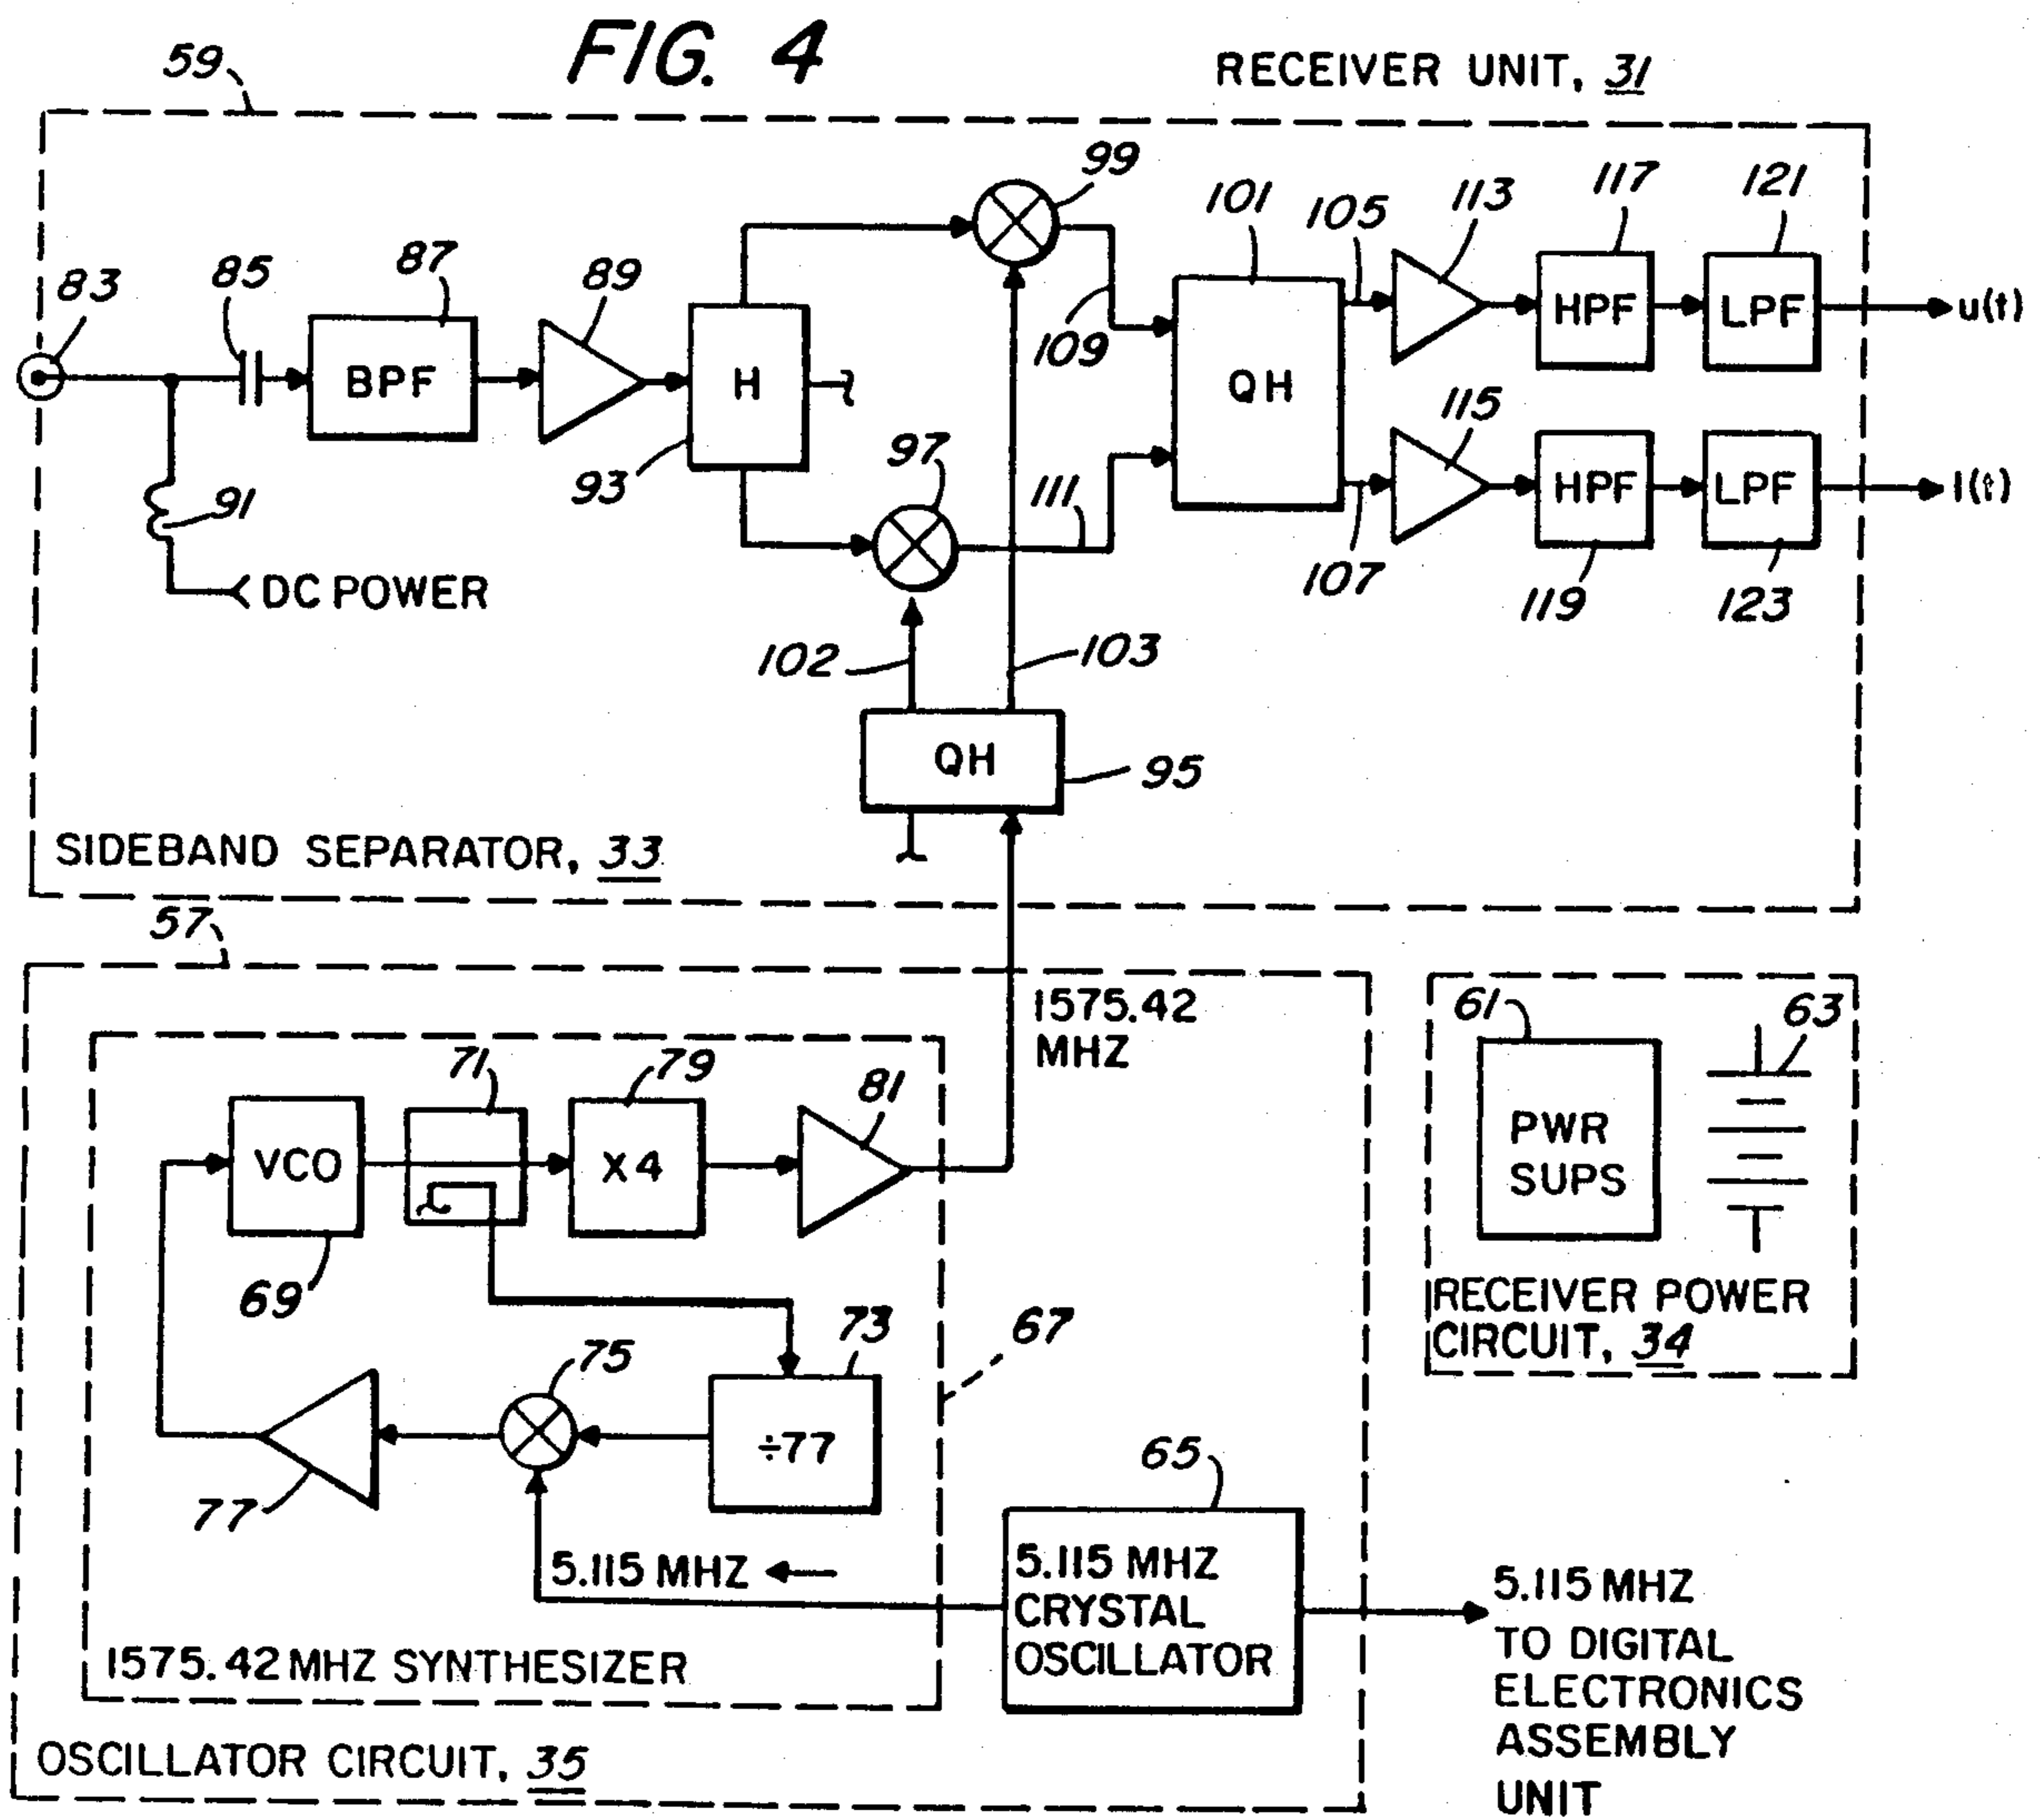 FIG. 4
RECEIVER UNIT, 31
59
83
85
87
BPF
89
91
DC POWER
H
93
99
97
109
111
101
QH
105
107
113
115
117
HPF
121
LPF
u(t)
HPF
119
LPF
123
l(t)
102
103
QH
95
SIDEBAND SEPARATOR, 33
57
1575.42
MHZ
VCO
69
71
79
X4
81
73
÷77
75
77
67
5.115 MHZ
1575.42 MHZ SYNTHESIZER
65
5.115 MHZ
CRYSTAL
OSCILLATOR
OSCILLATOR CIRCUIT, 35
61
PWR
SUPS
63
RECEIVER POWER
CIRCUIT, 34
5.115 MHZ
TO DIGITAL
ELECTRONICS
ASSEMBLY
UNIT